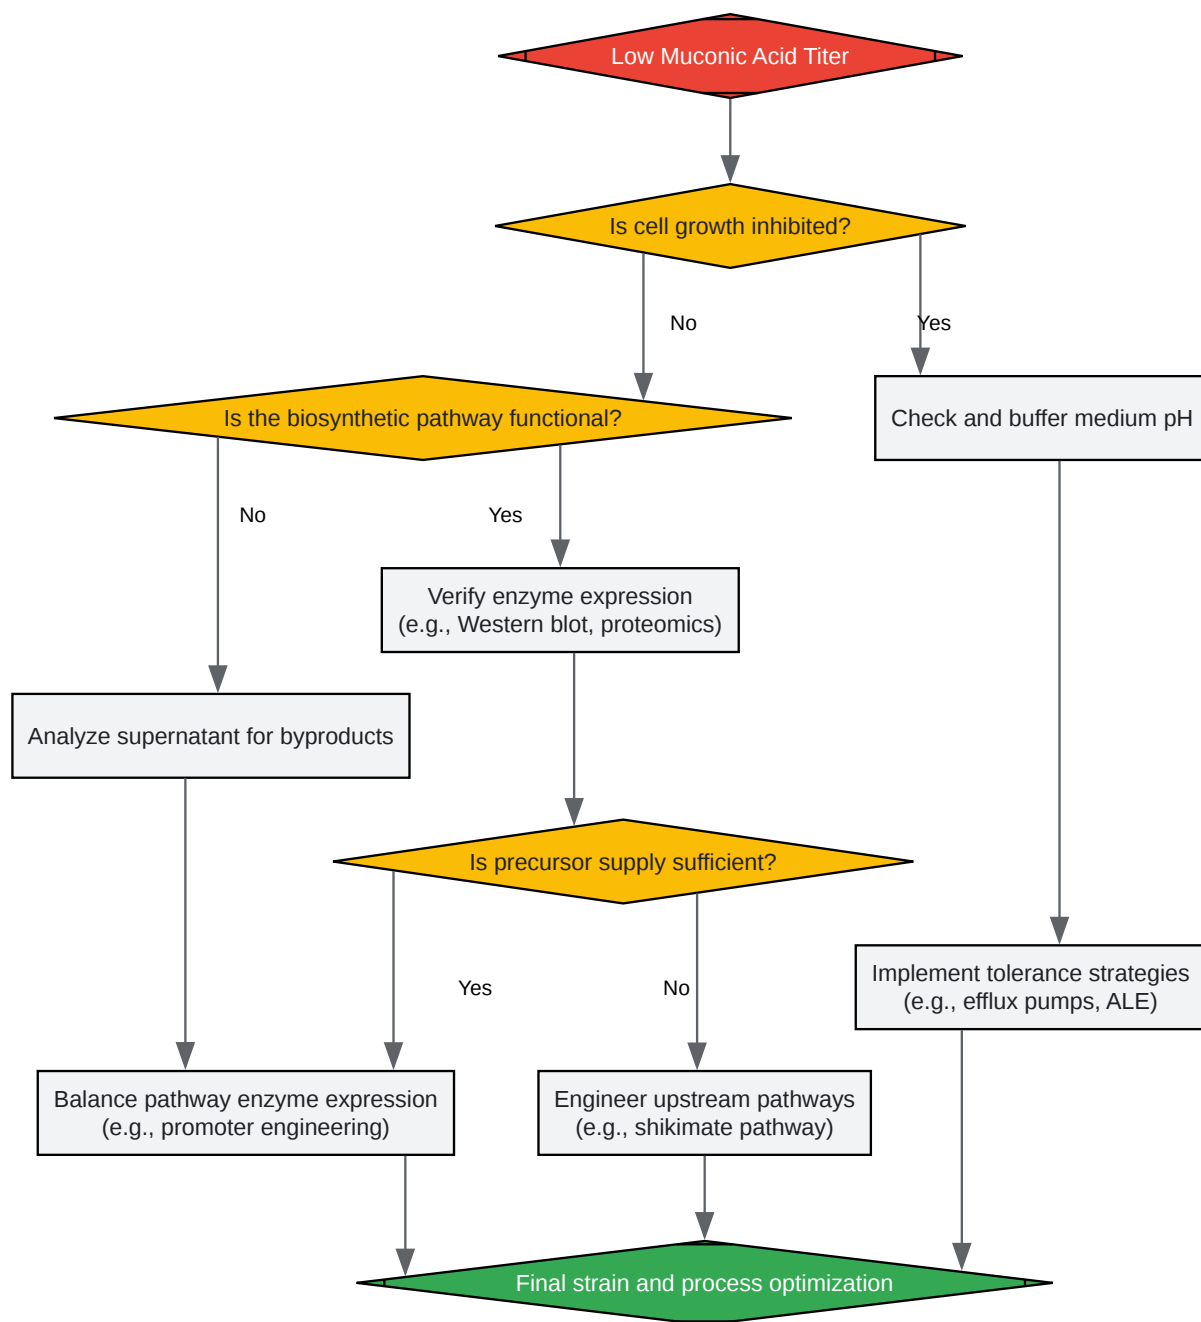 Low Muconic Acid Titer
Is cell growth inhibited?
No
Yes
Is the biosynthetic pathway functional?
Check and buffer medium pH
No
Yes
Verify enzyme expression
(e.g., Western blot, proteomics)
Analyze supernatant for byproducts
Is precursor supply sufficient?
Yes
No
Implement tolerance strategies
(e.g., efflux pumps, ALE)
Balance pathway enzyme expression
(e.g., promoter engineering)
Engineer upstream pathways
(e.g., shikimate pathway)
Final strain and process optimization